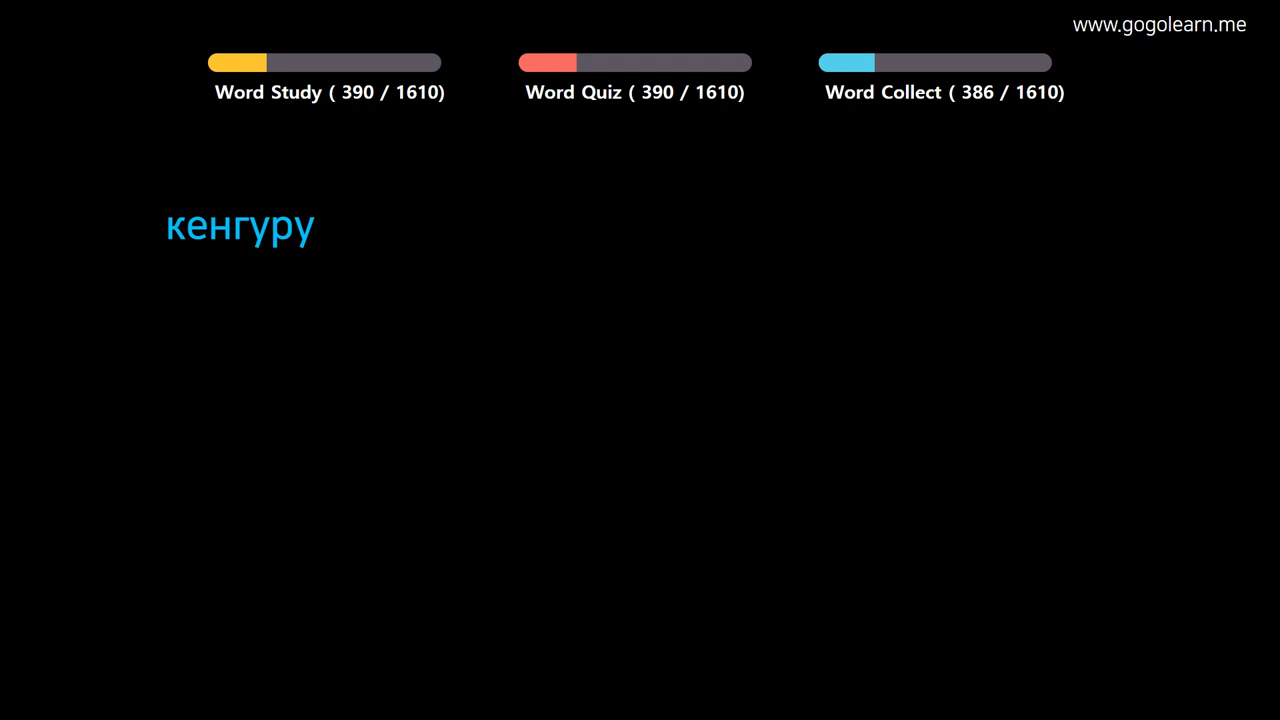 www.gogolearn.me
Word Study ( 390 / 1610)
Word Quiz ( 390 / 1610)
Word Collect ( 386 / 1610)
кенгуру